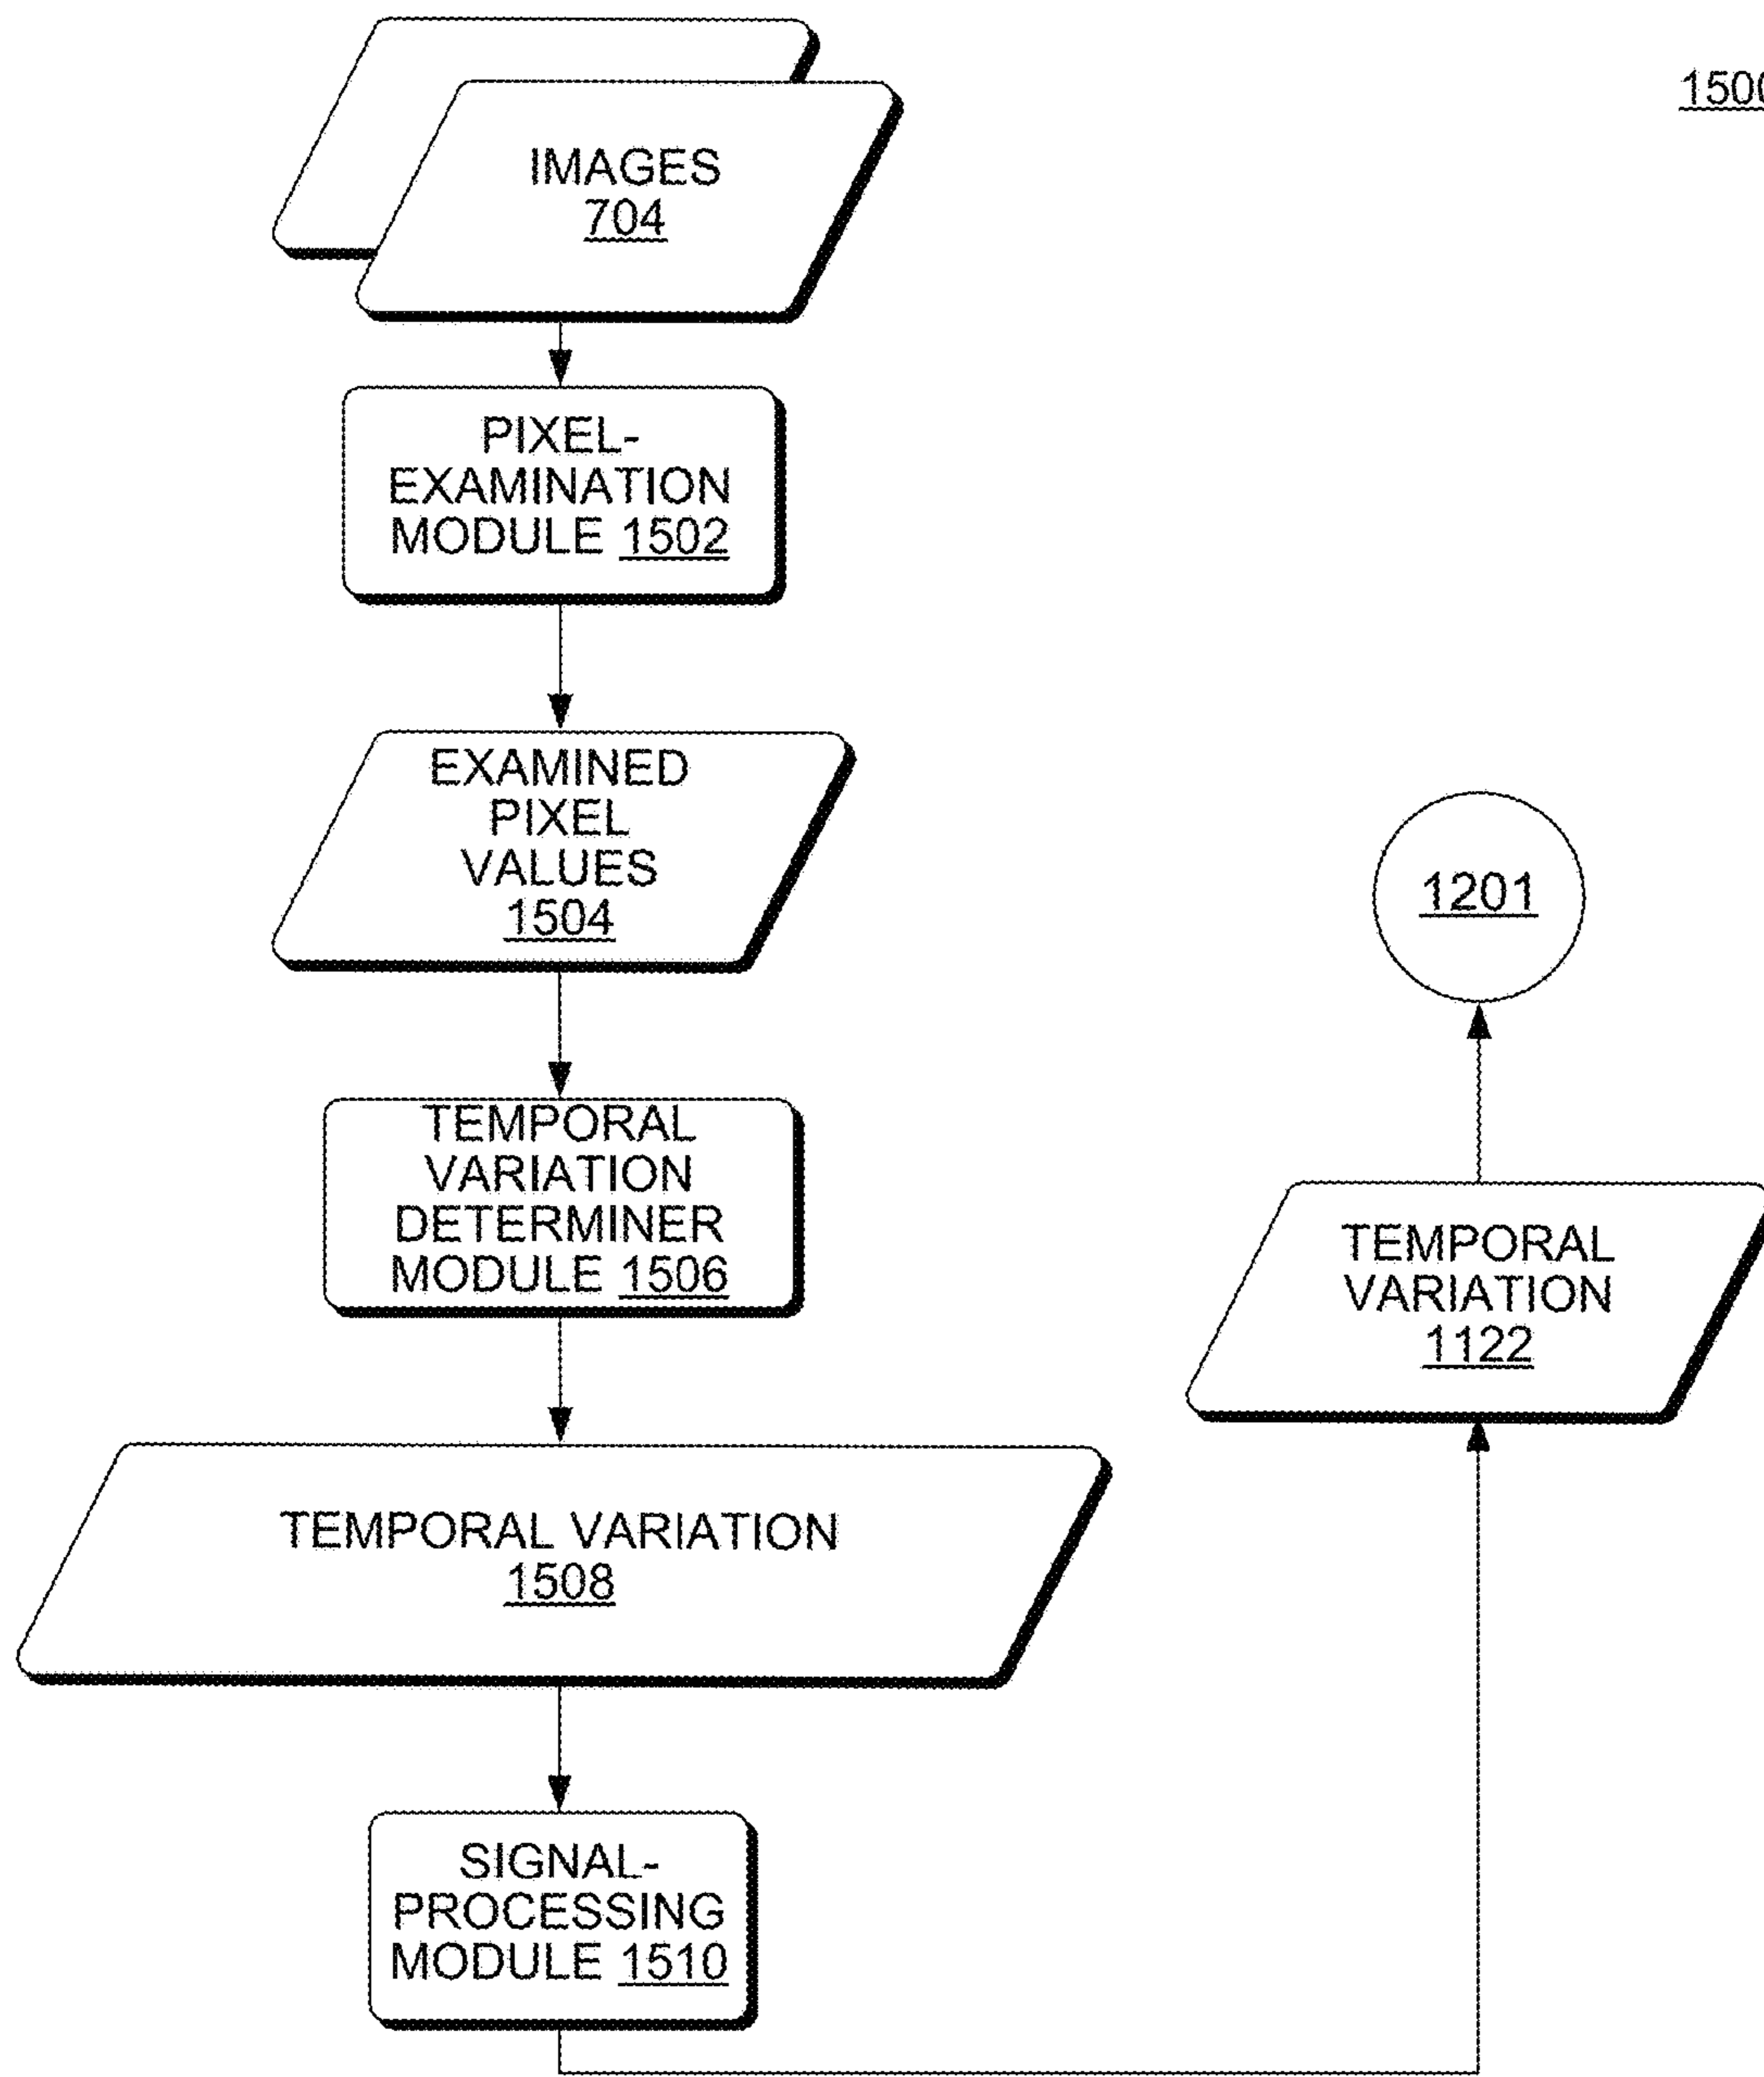 1500
IMAGES
704
PIXEL-
EXAMINATION
MODULE 1502
EXAMINED
PIXEL
VALUES
1504
TEMPORAL
VARIATION
DETERMINER
MODULE 1506
TEMPORAL VARIATION
1508
SIGNAL-
PROCESSING
MODULE 1510
TEMPORAL
VARIATION
1122
1201